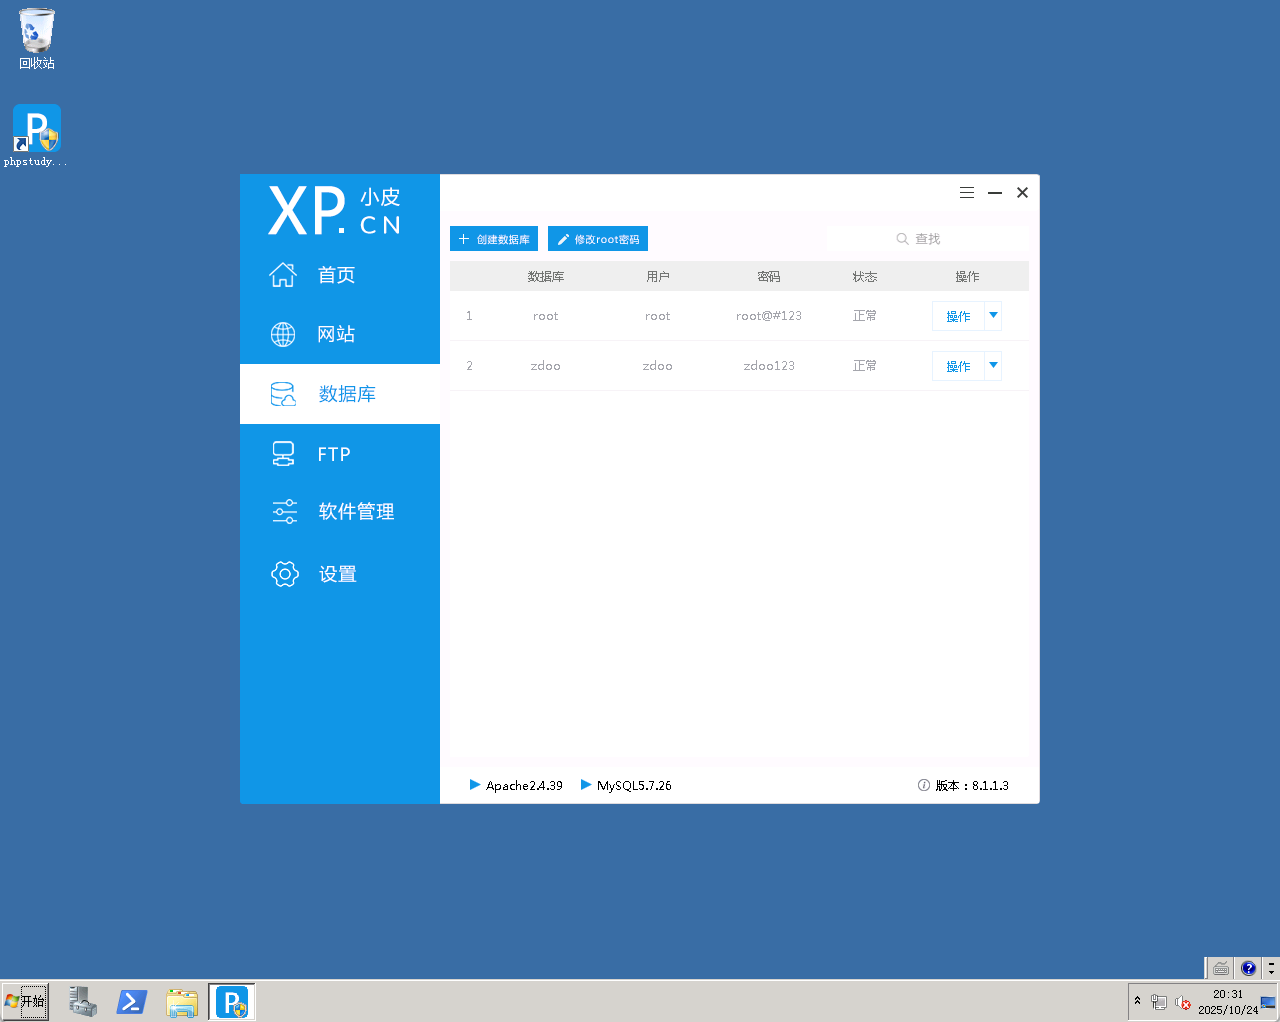 回收站
phpstudy...
XP. 小皮 CN
首页
网站
数据库
FTP
软件管理
设置
创建数据库 修改root密码 查找
数据库 用户 密码 状态 操作
1 root root root@#123 正常 操作
2 zdoo zdoo zdoo123 正常 操作
Apache2.4.39 MySQL5.7.26 版本：8.1.1.3
开始
20:31
2025/10/24